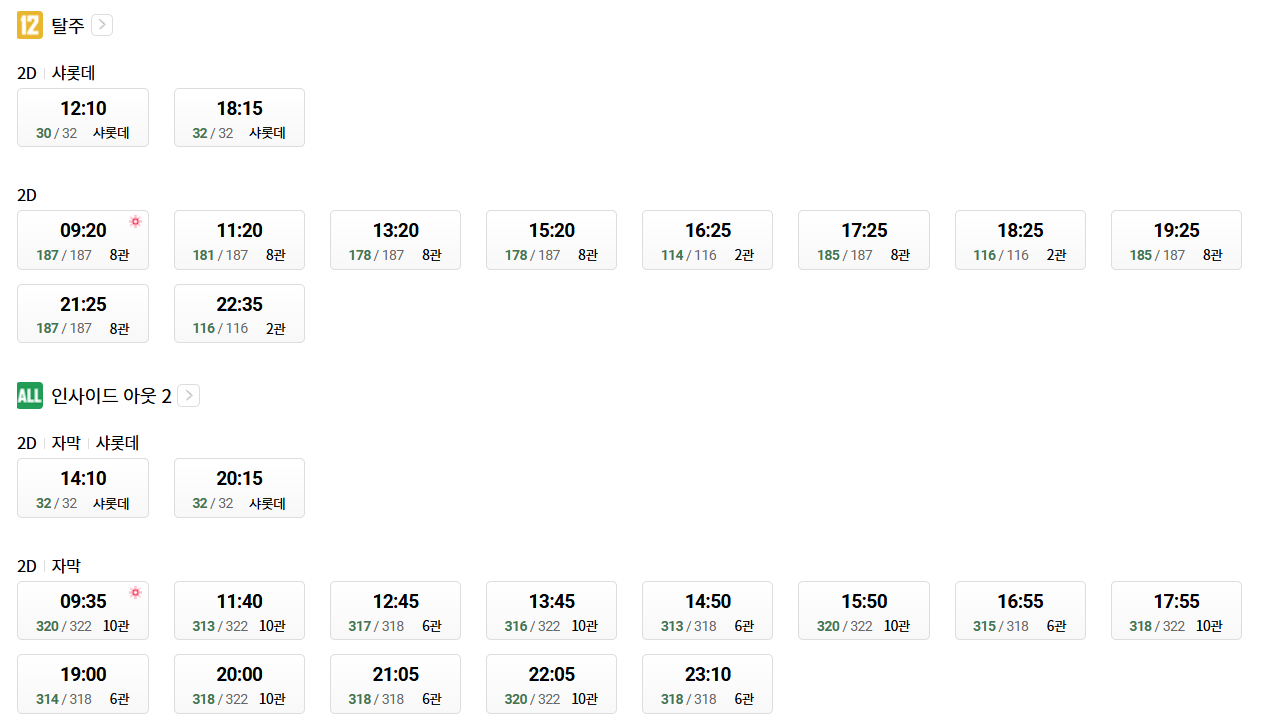 12 탈주
2D 샤롯데
12:10 18:15
30 / 32 샤롯데 32 / 32 샤롯데
2D
09:20 11:20 13:20 15:20 16:25 17:25 18:25 19:25
187 / 187 8관 181 / 187 8관 178 / 187 8관 178 / 187 8관 114 / 116 2관 185 / 187 8관 116 / 116 2관 185 / 187 8관
21:25 22:35
187 / 187 8관 116 / 116 2관
ALL 인사이드 아웃 2
2D 자막 샤롯데
14:10 20:15
32 / 32 샤롯데 32 / 32 샤롯데
2D 자막
09:35 11:40 12:45 13:45 14:50 15:50 16:55 17:55
320 / 322 10관 313 / 322 10관 317 / 318 6관 316 / 322 10관 313 / 318 6관 320 / 322 10관 315 / 318 6관 318 / 322 10관
19:00 20:00 21:05 22:05 23:10
314 / 318 6관 318 / 322 10관 318 / 318 6관 320 / 322 10관 318 / 318 6관